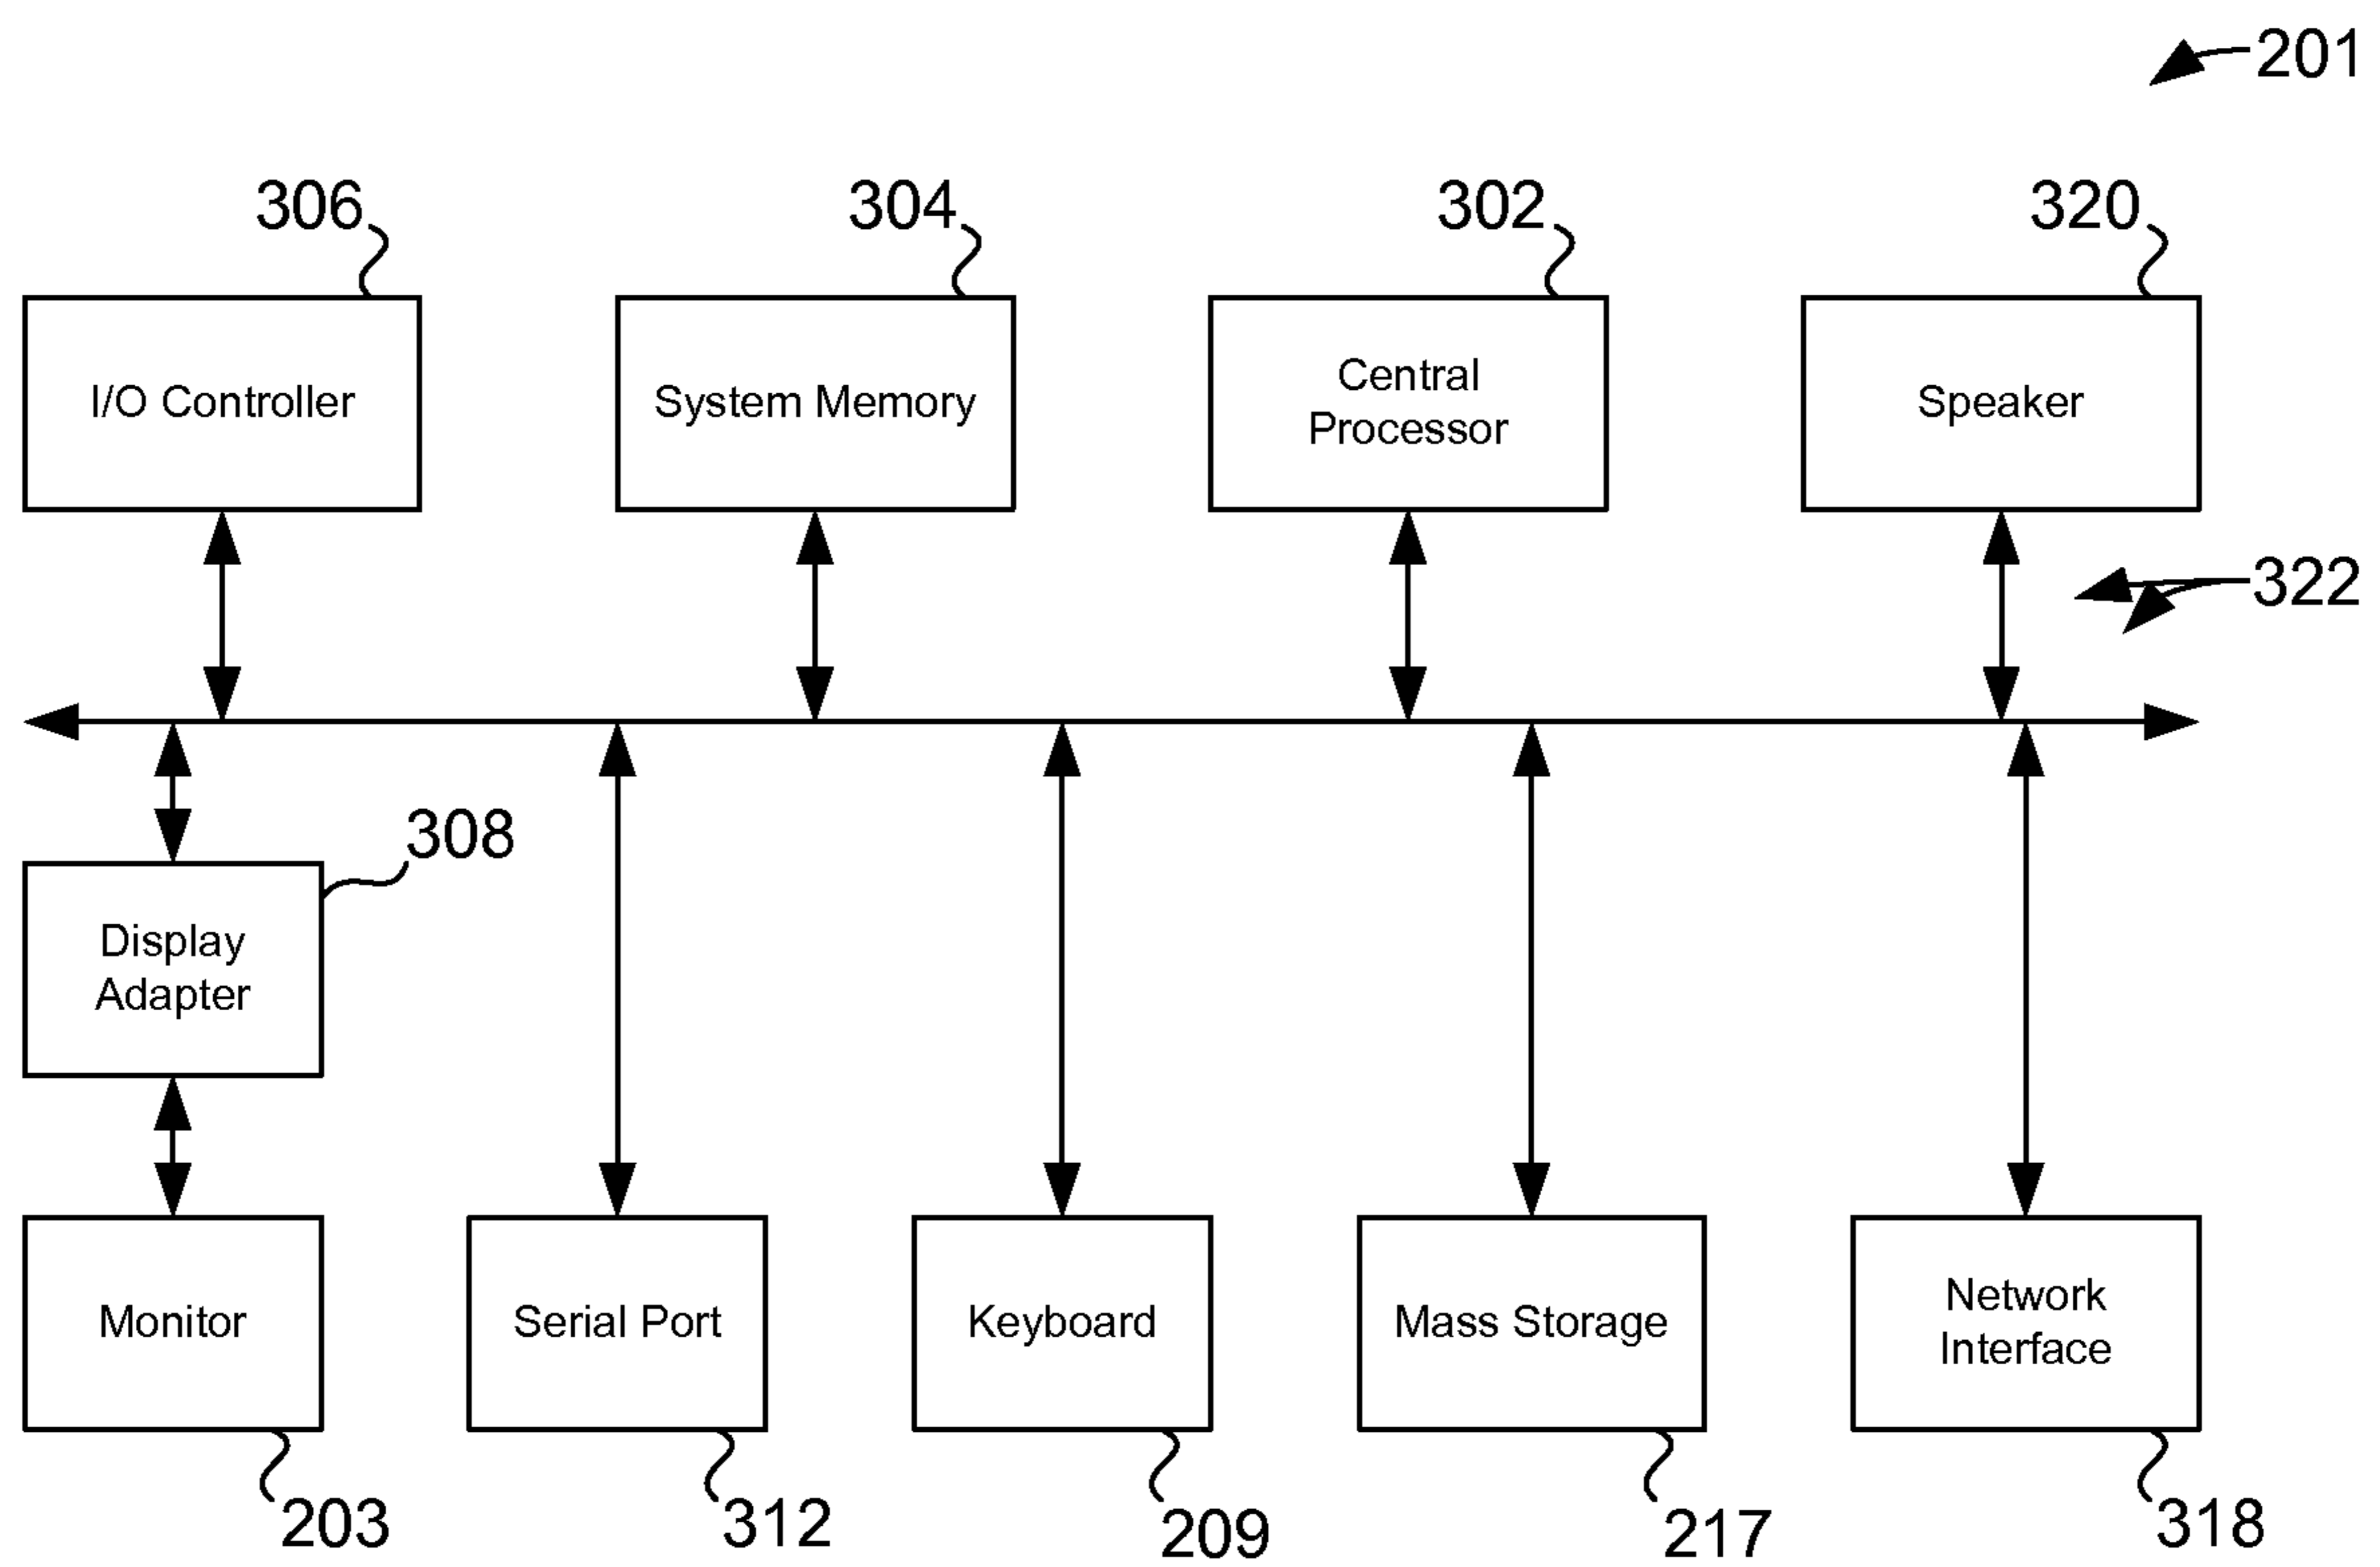 201
306
304
302
320
I/O Controller
System Memory
Central
Processor
Speaker
322
308
Display
Adapter
Monitor
Serial Port
Keyboard
Mass Storage
Network
Interface
203
312
209
217
318